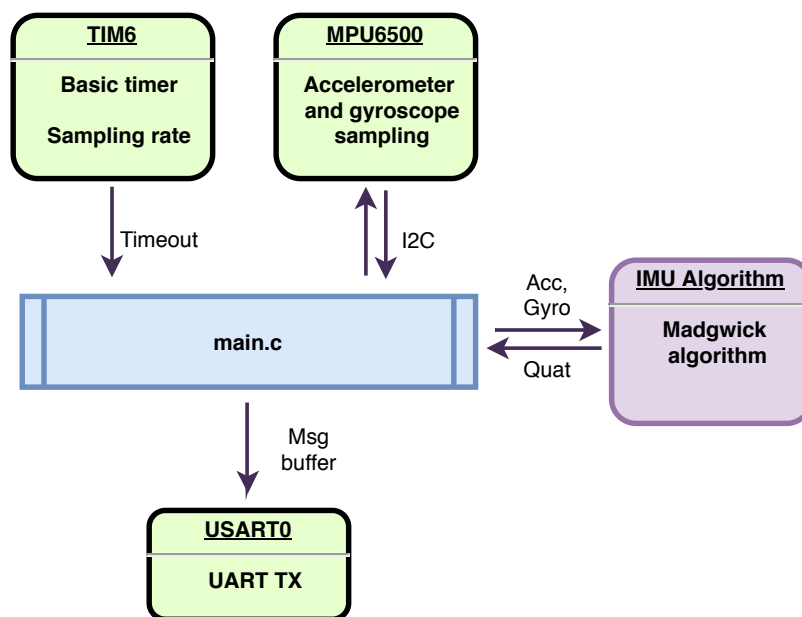 TIM6
Basic timer
Sampling rate
MPU6500
Accelerometer
and gyroscope
sampling
Timeout
I2C
main.c
Acc,
Gyro
Quat
IMU Algorithm
Madgwick
algorithm
Msg
buffer
USART0
UART TX